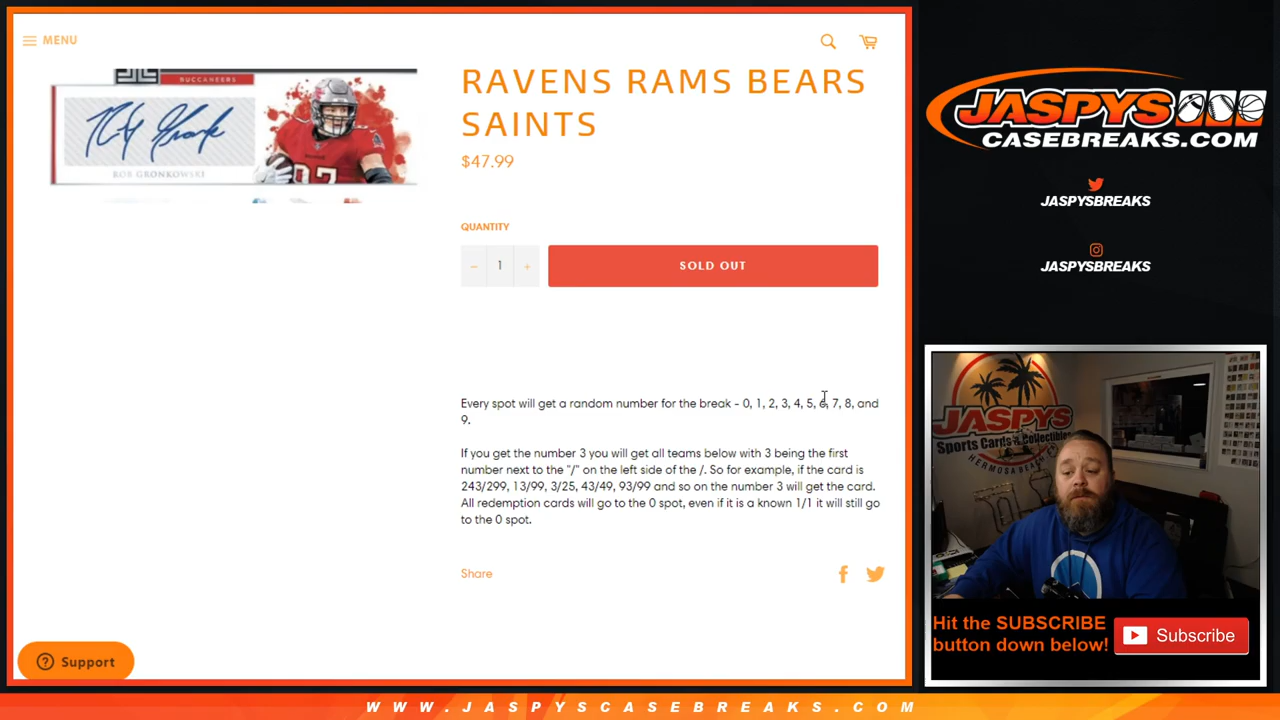 MENU
RAVENS RAMS BEARS
SAINTS
$47.99
BUCCANEERS
ROB GRONKOWSKI
QUANTITY
− 1 +
SOLD OUT
Every spot will get a random number for the break - 0, 1, 2, 3, 4, 5, 6, 7, 8, and
9.
If you get the number 3 you will get all teams below with 3 being the first
number next to the "/" on the left side of the /. So for example, if the card is
243/299, 13/99, 3/25, 43/49, 93/99 and so on the number 3 will get the card.
All redemption cards will go to the 0 spot, even if it is a known 1/1 it will still go
to the 0 spot.
Share
Support
JASPYS
CASEBREAKS.COM
JASPYSBREAKS
JASPYSBREAKS
JASPYS
Sports Cards & Collectibles
HERMOSA BEACH
Hit the SUBSCRIBE
button down below!
Subscribe
WWW.JASPYSCASEBREAKS.COM